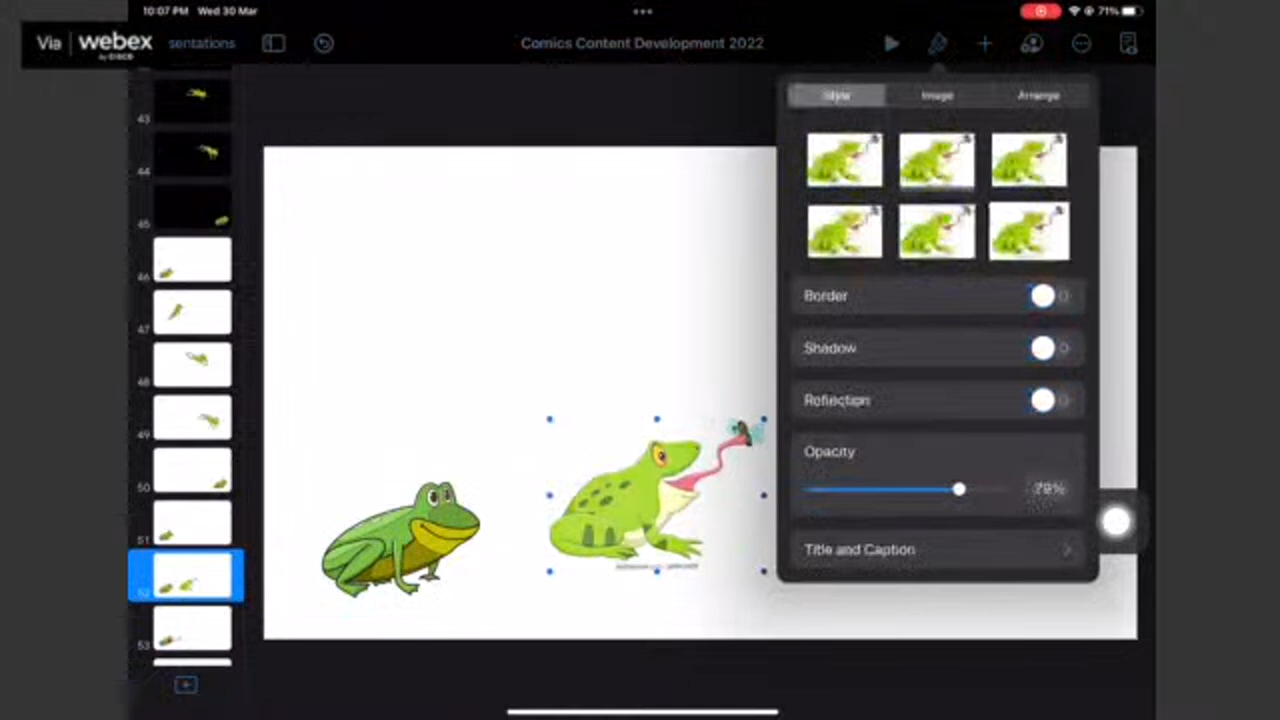 10:07 PM Wed 30 Mar
71%
Via webex
by CISCO
sentations
Comics Content Development 2022
Style Image Arrange
43
44
45
46
47
48
49
50
51
52
53
Border
Shadow
Reflection
Opacity
79%
Title and Caption